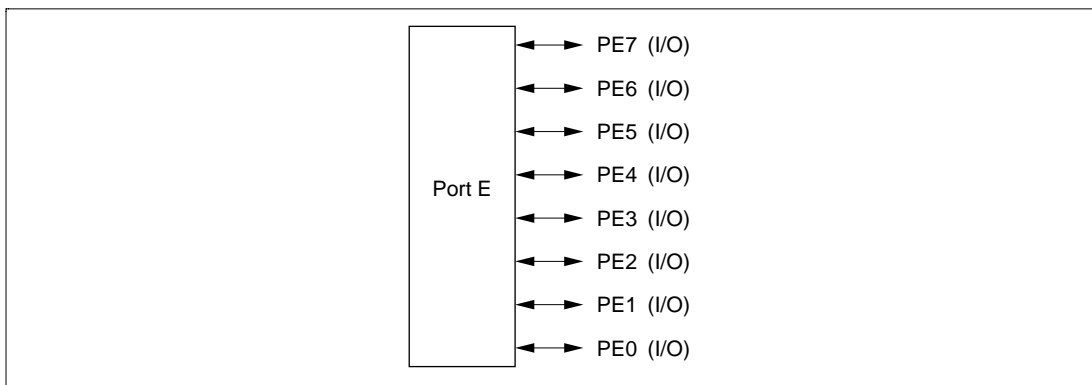 Port E
PE7 (I/O)
PE6 (I/O)
PE5 (I/O)
PE4 (I/O)
PE3 (I/O)
PE2 (I/O)
PE1 (I/O)
PE0 (I/O)